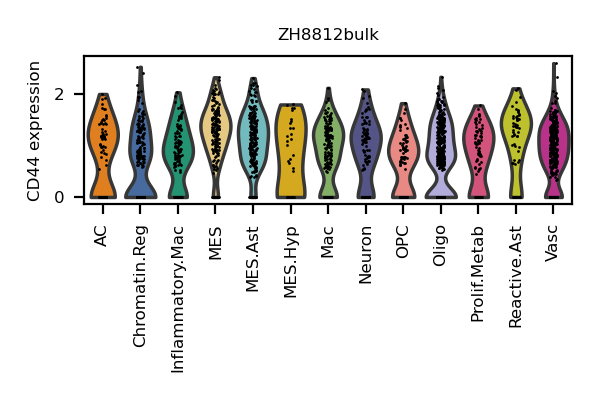 ZH8812bulk
CD44 expression
2
0
AC
Chromatin.Reg
Inflammatory.Mac
MES
MES.Ast
MES.Hyp
Mac
Neuron
OPC
Oligo
Prolif.Metab
Reactive.Ast
Vasc